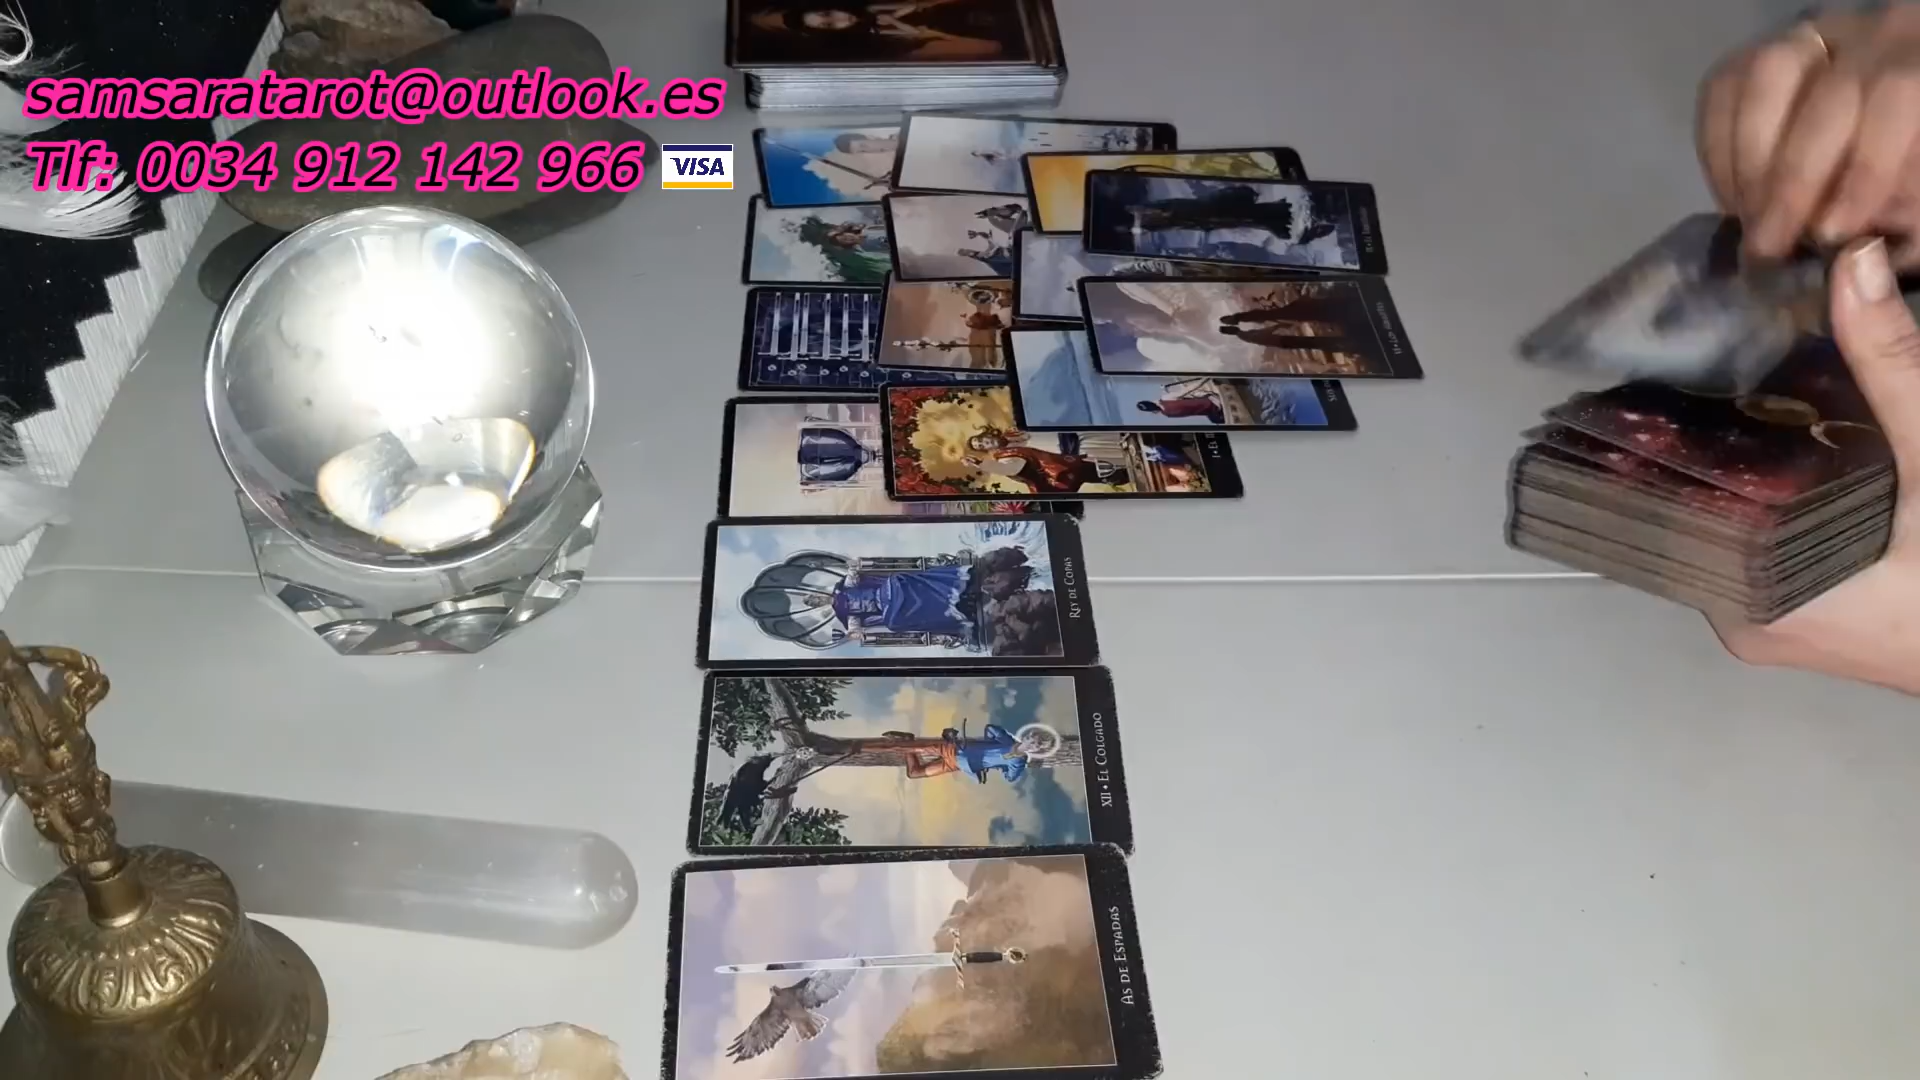 samsaratarot@outlook.es
Tlf: 0034 912 142 966 VISA
REY DE COPAS
XII • EL COLGADO
AS DE ESPADAS